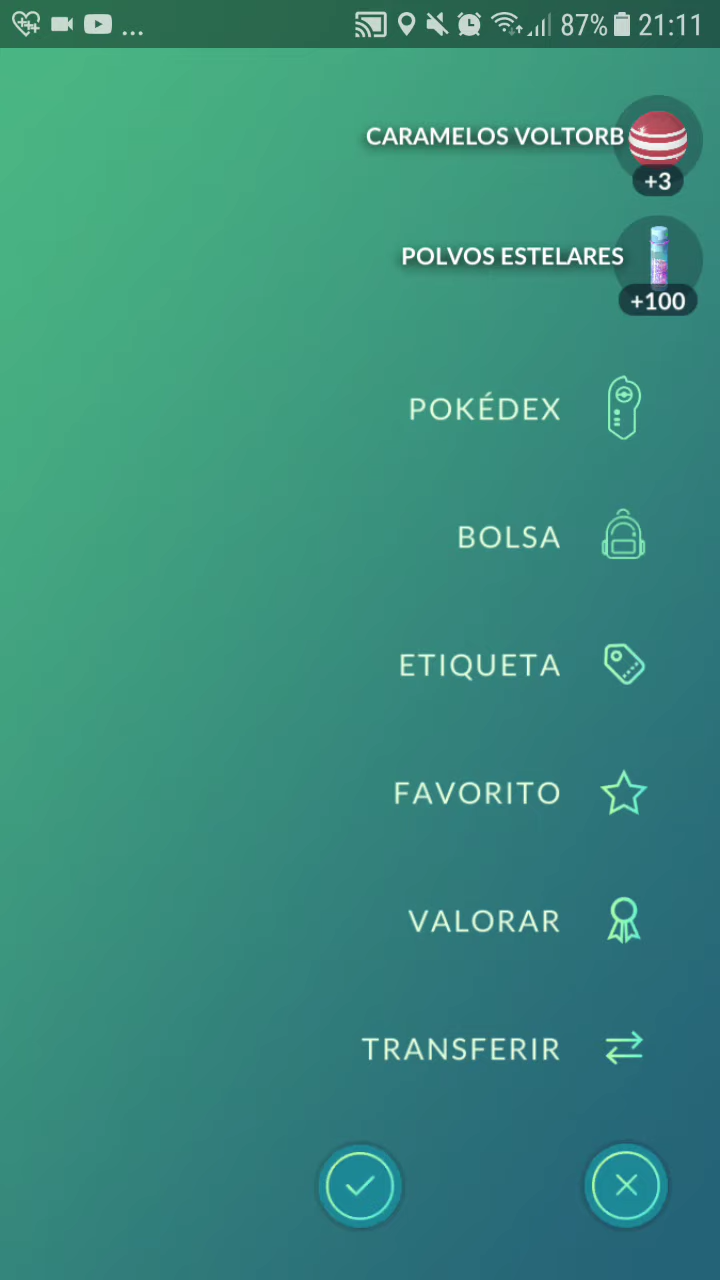 ... 87% 21:11
CARAMELOS VOLTORB
+3
POLVOS ESTELARES
+100
POKÉDEX
BOLSA
ETIQUETA
FAVORITO
VALORAR
TRANSFERIR